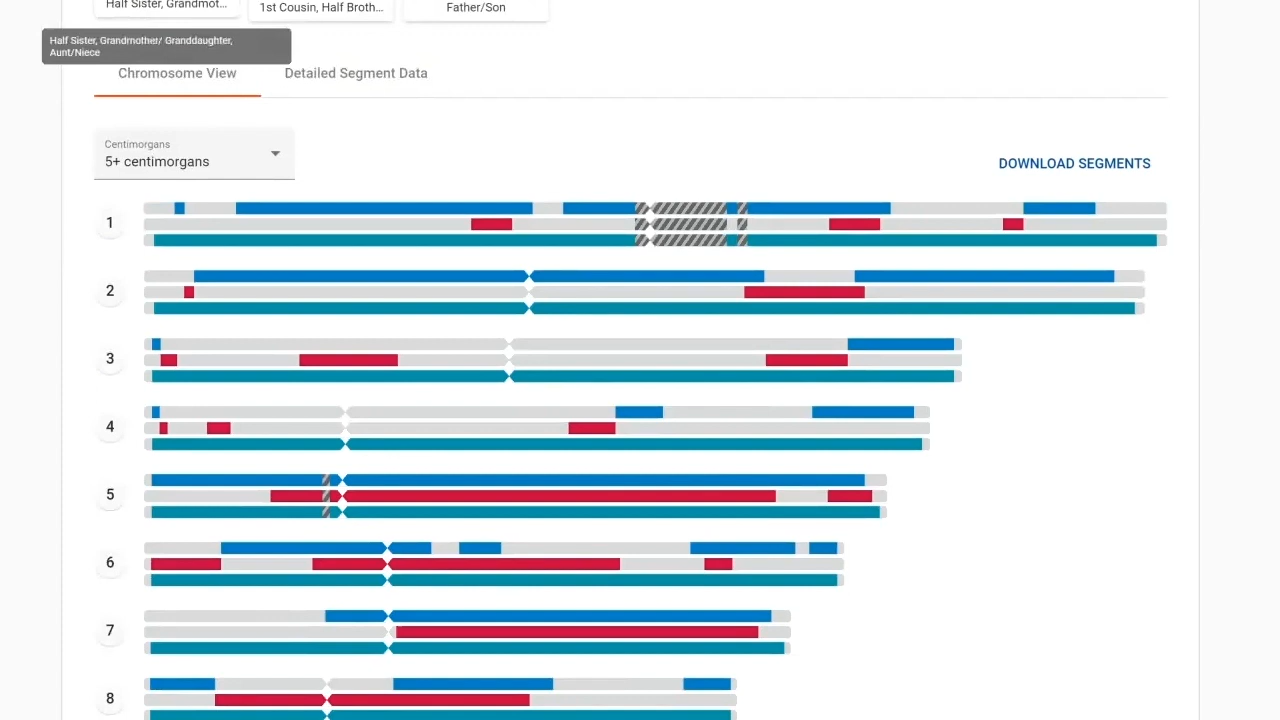 Half Sister, Grandmot...
1st Cousin, Half Broth...
Father/Son
Half Sister, Grandmother/ Granddaughter,
Aunt/Niece
Chromosome View
Detailed Segment Data
Centimorgans
5+ centimorgans
DOWNLOAD SEGMENTS
1
2
3
4
5
6
7
8